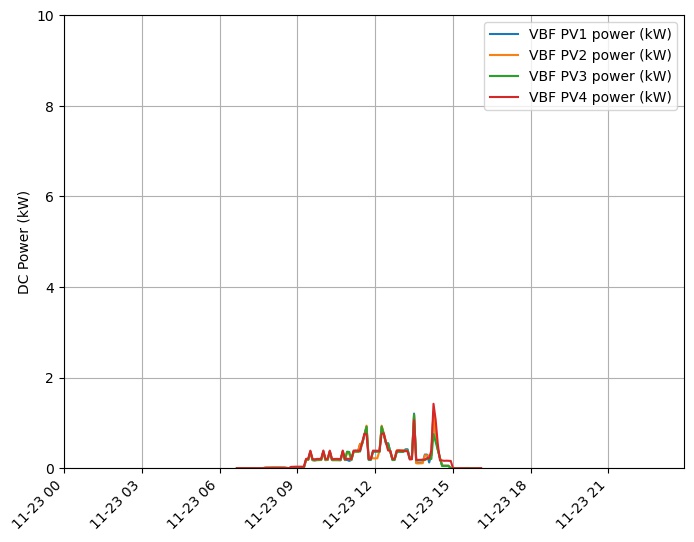 10
8
6
4
2
0
DC Power (kW)
VBF PV1 power (kW)
VBF PV2 power (kW)
VBF PV3 power (kW)
VBF PV4 power (kW)
11-23 00
11-23 03
11-23 06
11-23 09
11-23 12
11-23 15
11-23 18
11-23 21